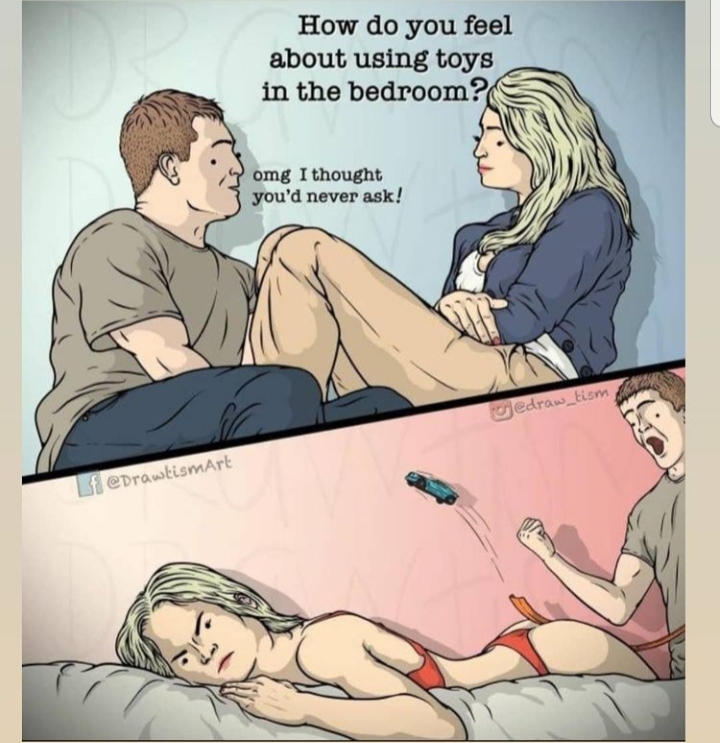 How do you feel
about using toys
in the bedroom?
omg I thought
you'd never ask!
@draw_tism
@DrawtismArt